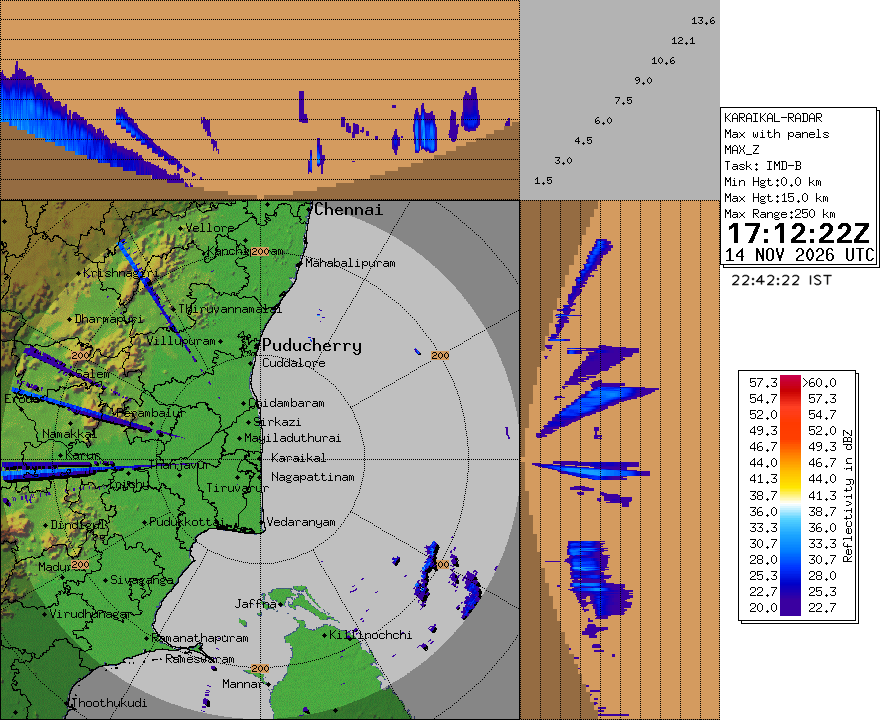 13.6
12.1
10.6
9.0
7.5
6.0
4.5
3.0
1.5
KARAIKAL-RADAR
Max with panels
MAX_Z
Task: IMD-B
Min Hgt:0.0 km
Max Hgt:15.0 km
Max Range:250 km
17:12:22Z
14 NOV 2026 UTC
22:42:22 IST
Chennai
Vellore
200
Mahabalipuram
Krishnagiri
Thiruvannamalai
Dharmapuri
Villupuram
Puducherry
200
200
Cuddalore
Salem
Chidambaram
Perambalur
Sirkazi
Namakkal
Mayiladuthurai
Karur
Karaikal
Thanjavur
Nagapattinam
Tiruvarur
Dindigul
Pudukkottai
Vedaranyam
200
Sivaganga
Jaffna
Virudhunagar
Ramanathapuram
Killinochchi
Rameswaram
200
Mannar
Thoothukudi
57.3 >60.0
54.7 57.3
52.0 54.7
49.3 52.0
46.7 49.3
44.0 46.7
41.3 44.0
38.7 41.3
36.0 38.7
33.3 36.0
30.7 33.3
28.0 30.7
25.3 28.0
22.7 25.3
20.0 22.7
Reflectivity in dBZ